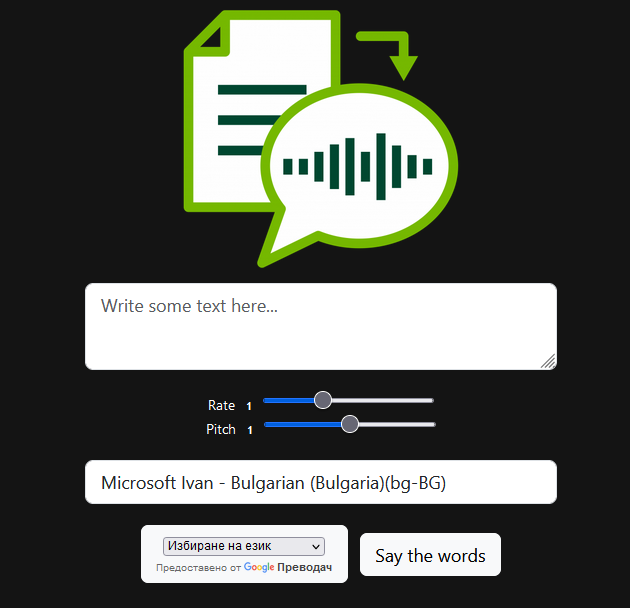 Write some text here...
Rate 1
Pitch 1
Microsoft Ivan - Bulgarian (Bulgaria)(bg-BG)
Избиране на език
Предоставено от Google Преводач
Say the words